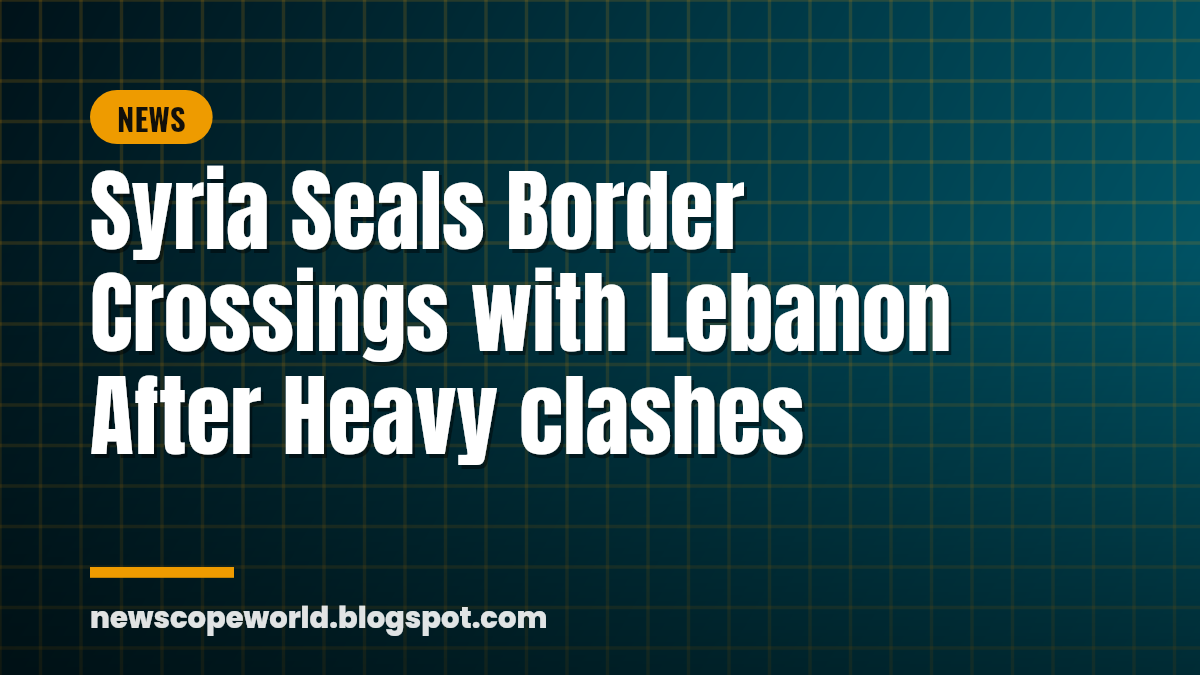 NEWS
Syria Seals Border
Crossings with Lebanon
After Heavy clashes
newscopeworld.blogspot.com